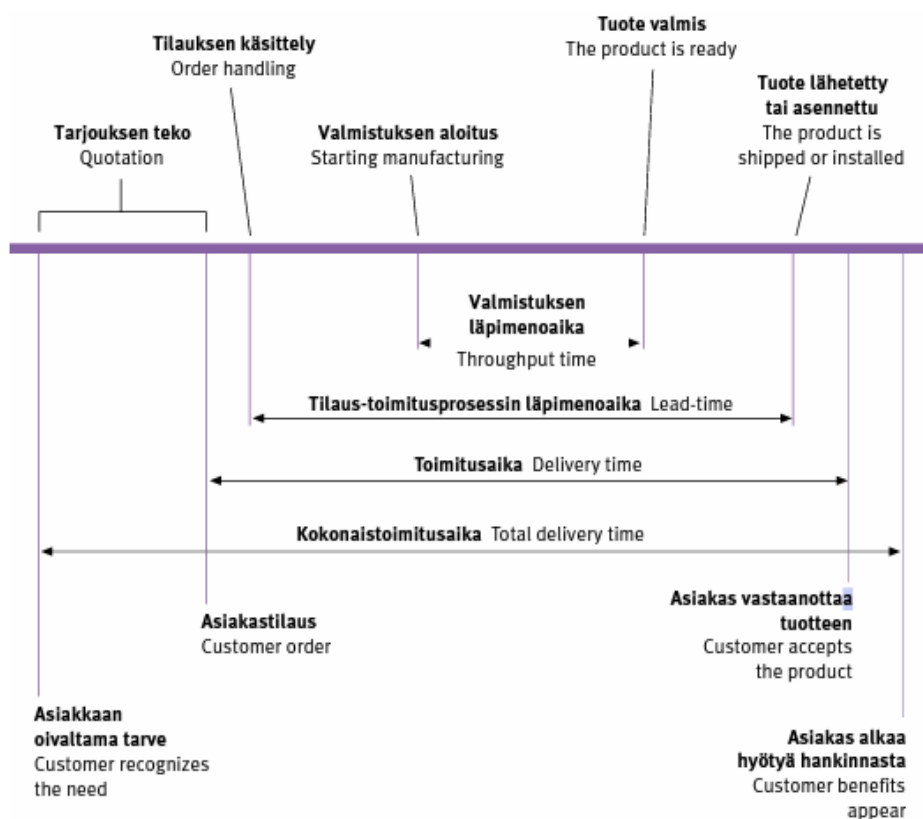 Tilauksen käsittely
Order handling
Tuote valmis
The product is ready
Tuote lähetetty
tai asennettu
The product is
shipped or installed
Tarjouksen teko
Quotation
Valmistuksen aloitus
Starting manufacturing
Valmistuksen
läpimenoaika
Throughput time
Tilaus-toimitusprosessin läpimenoaika Lead-time
Toimitusaika Delivery time
Kokonaistoimitusaika Total delivery time
Asiakastilaus
Customer order
Asiakas vastaanottaa
tuotteen
Customer accepts
the product
Asiakkaan
oivaltama tarve
Customer recognizes
the need
Asiakas alkaa
hyötyä hankinnasta
Customer benefits
appear